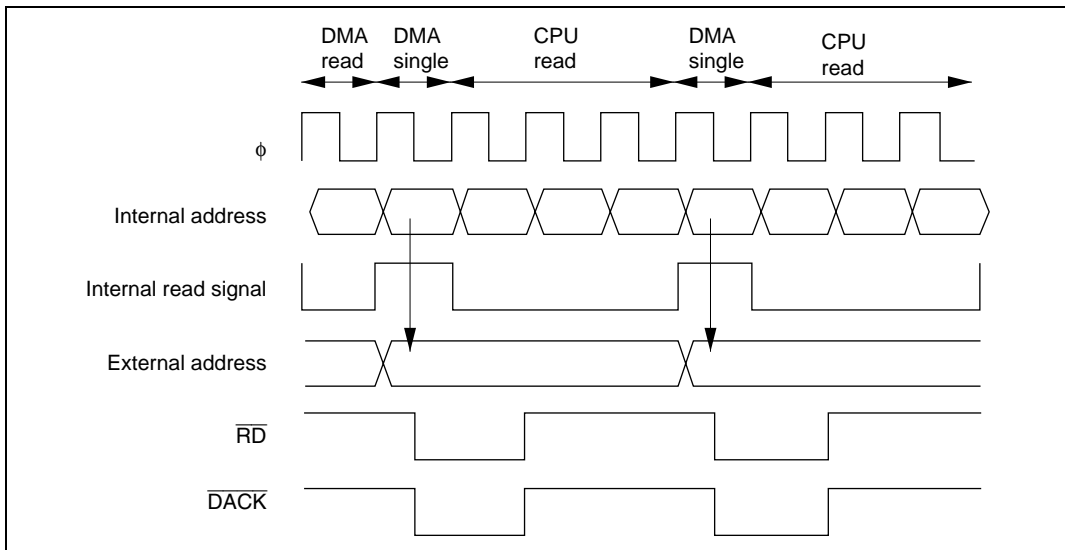 DMA read
DMA single
CPU read
DMA single
CPU read
φ
Internal address
Internal read signal
External address
RD
DACK